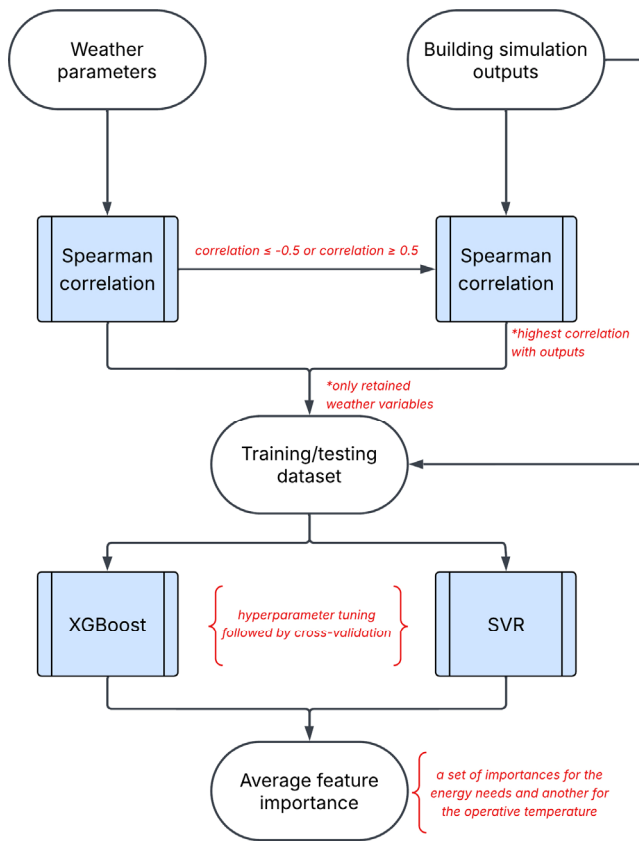 Weather
parameters
Building simulation
outputs
Spearman
correlation
correlation ≤ -0.5 or correlation ≥ 0.5
Spearman
correlation
*highest correlation
with outputs
*only retained
weather variables
Training/testing
dataset
XGBoost
hyperparameter tuning
followed by cross-validation
SVR
Average feature
importance
a set of importances for the
energy needs and another for
the operative temperature